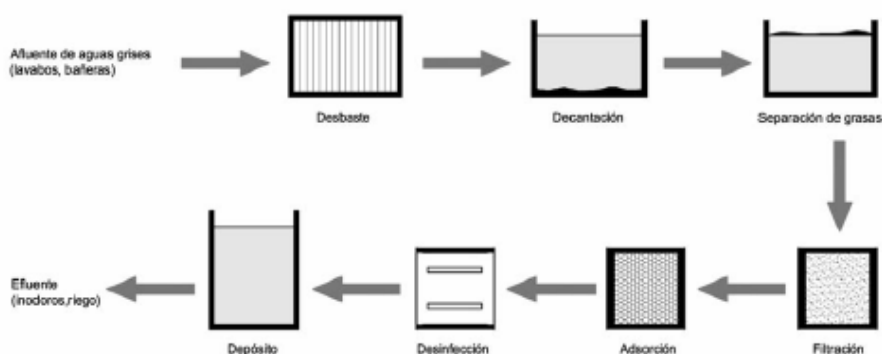 Afluente de aguas grises
(lavabos, bañeras)
Desbaste
Decantación
Separación de grasas
Efluente
(inodoros,riego)
Depósito
Desinfección
Adsorción
Filtración